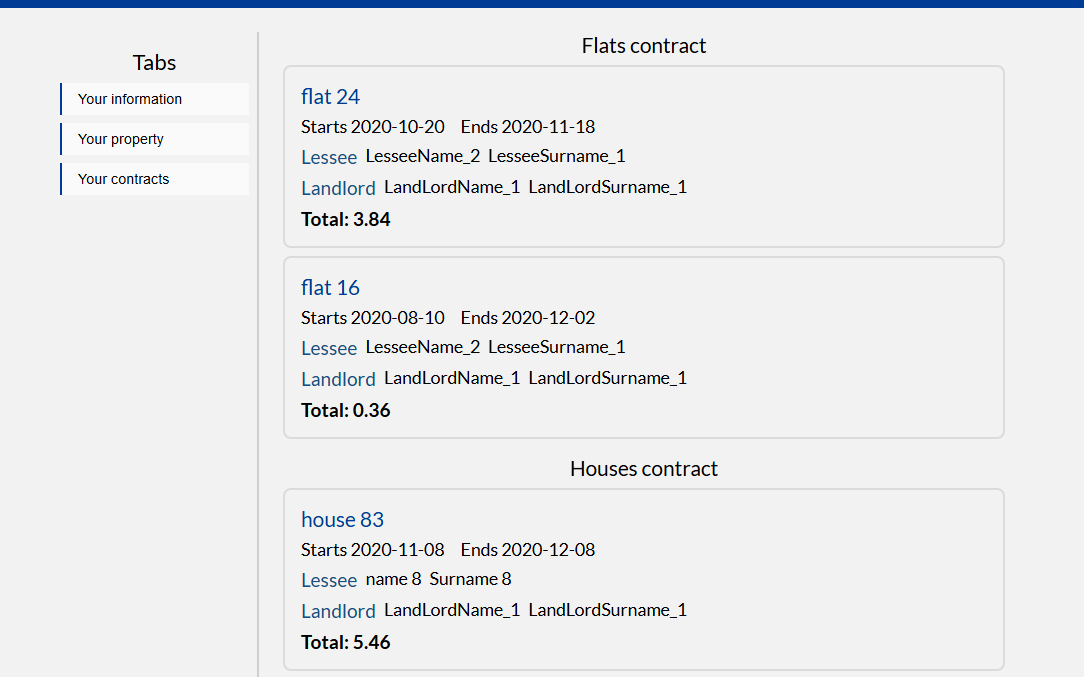 Tabs
Your information
Your property
Your contracts
Flats contract
flat 24
Starts 2020-10-20 Ends 2020-11-18
Lessee LesseeName_2 LesseeSurname_1
Landlord LandLordName_1 LandLordSurname_1
Total: 3.84
flat 16
Starts 2020-08-10 Ends 2020-12-02
Lessee LesseeName_2 LesseeSurname_1
Landlord LandLordName_1 LandLordSurname_1
Total: 0.36
Houses contract
house 83
Starts 2020-11-08 Ends 2020-12-08
Lessee name 8 Surname 8
Landlord LandLordName_1 LandLordSurname_1
Total: 5.46